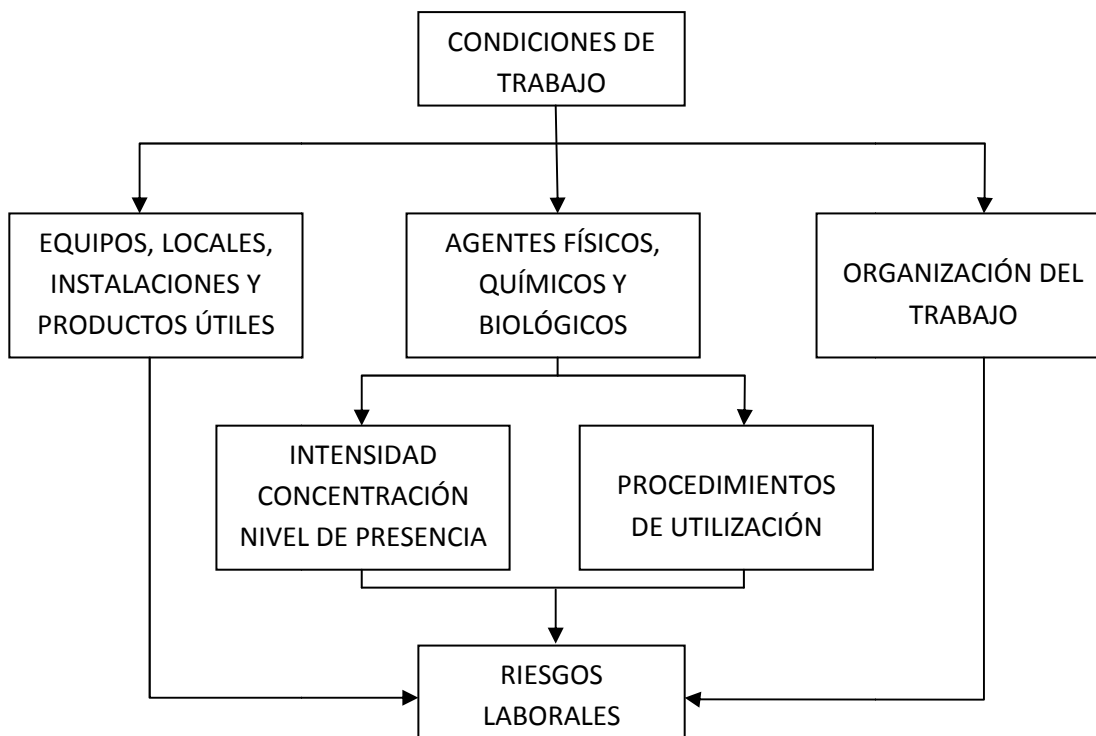 CONDICIONES DE
TRABAJO
EQUIPOS, LOCALES,
INSTALACIONES Y
PRODUCTOS ÚTILES
AGENTES FÍSICOS,
QUÍMICOS Y
BIOLÓGICOS
ORGANIZACIÓN DEL
TRABAJO
INTENSIDAD
CONCENTRACIÓN
NIVEL DE PRESENCIA
PROCEDIMIENTOS
DE UTILIZACIÓN
RIESGOS
LABORALES